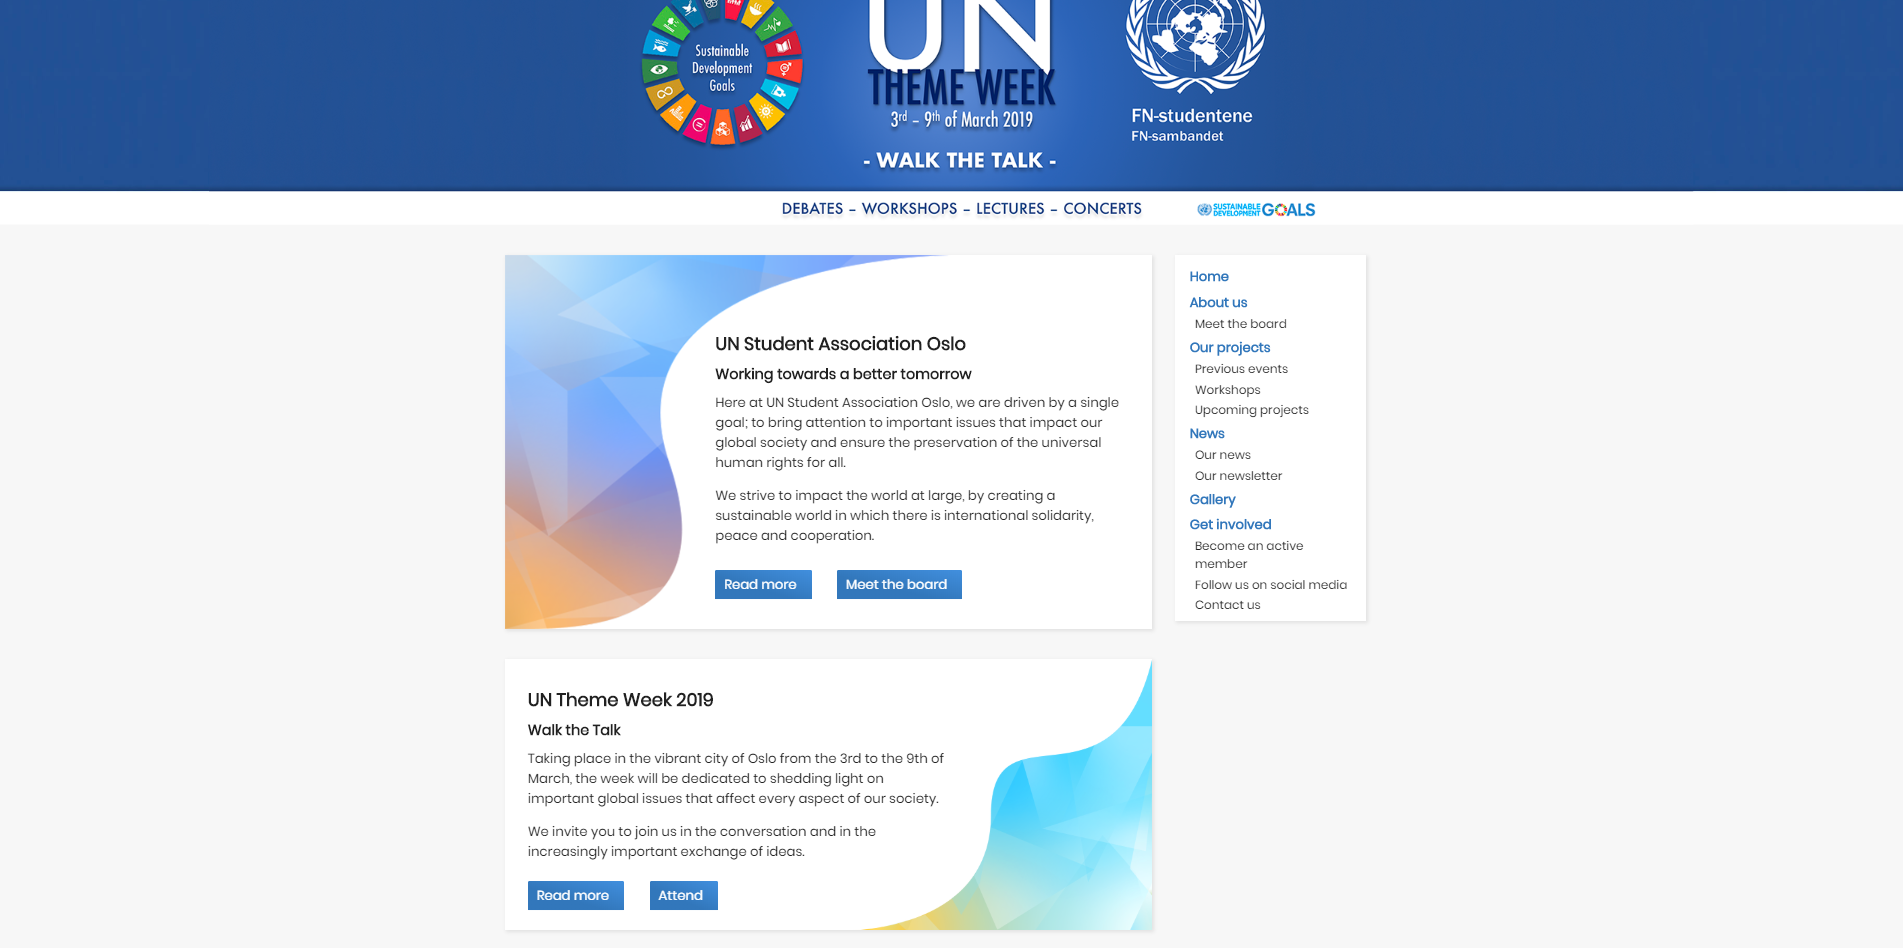 Sustainable
Development
Goals
UN
THEME WEEK
3rd – 9th of March 2019
- WALK THE TALK -
FN-studentene
FN-sambandet
DEBATES – WORKSHOPS – LECTURES – CONCERTS
SUSTAINABLE
DEVELOPMENT
GOALS
UN Student Association Oslo
Working towards a better tomorrow
Here at UN Student Association Oslo, we are driven by a single
goal; to bring attention to important issues that impact our
global society and ensure the preservation of the universal
human rights for all.
We strive to impact the world at large, by creating a
sustainable world in which there is international solidarity,
peace and cooperation.
Read more
Meet the board
Home
About us
Meet the board
Our projects
Previous events
Workshops
Upcoming projects
News
Our news
Our newsletter
Gallery
Get involved
Become an active
member
Follow us on social media
Contact us
UN Theme Week 2019
Walk the Talk
Taking place in the vibrant city of Oslo from the 3rd to the 9th of
March, the week will be dedicated to shedding light on
important global issues that affect every aspect of our society.
We invite you to join us in the conversation and in the
increasingly important exchange of ideas.
Read more
Attend